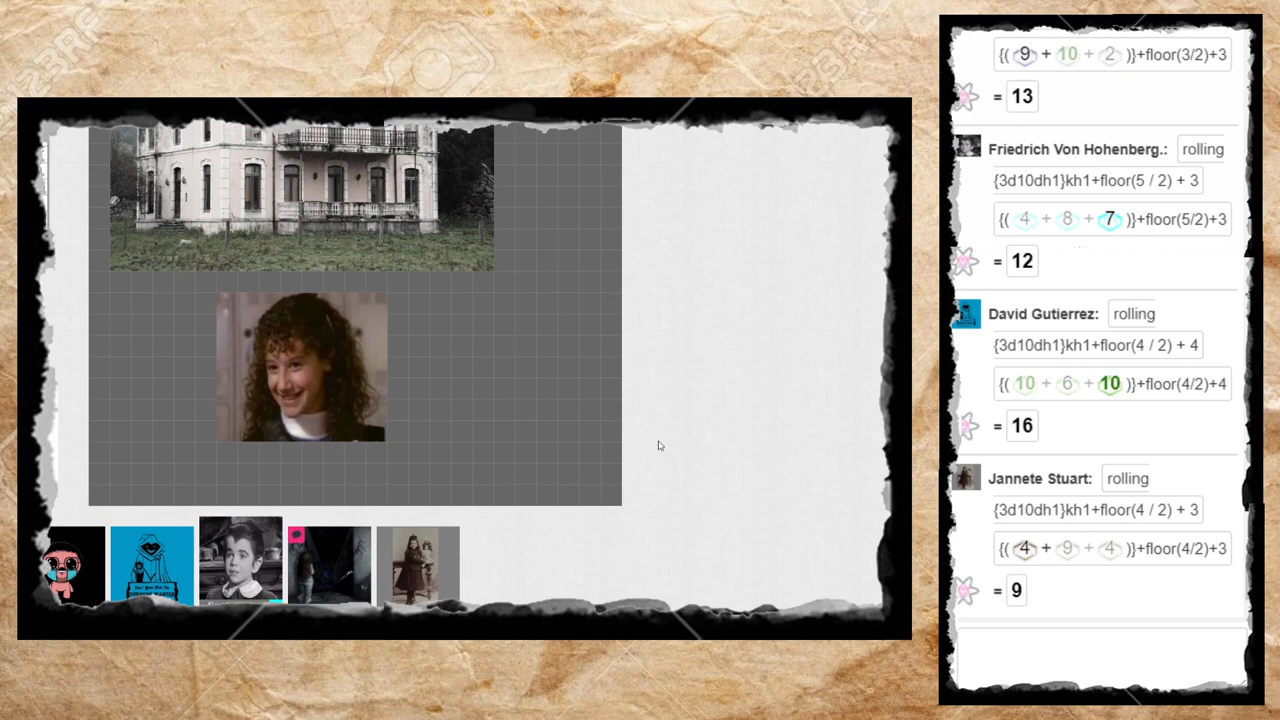 {( 9 + 10 + 2 )}+floor(3/2)+3
= 13
Friedrich Von Hohenberg.: rolling
{3d10dh1}kh1+floor(5 / 2) + 3
{( 4 + 8 + 7 )}+floor(5/2)+3
= 12
David Gutierrez: rolling
{3d10dh1}kh1+floor(4 / 2) + 4
{( 10 + 6 + 10 )}+floor(4/2)+4
= 16
Jannete Stuart: rolling
{3d10dh1}kh1+floor(4 / 2) + 3
{( 4 + 9 + 4 )}+floor(4/2)+3
= 9
123RF